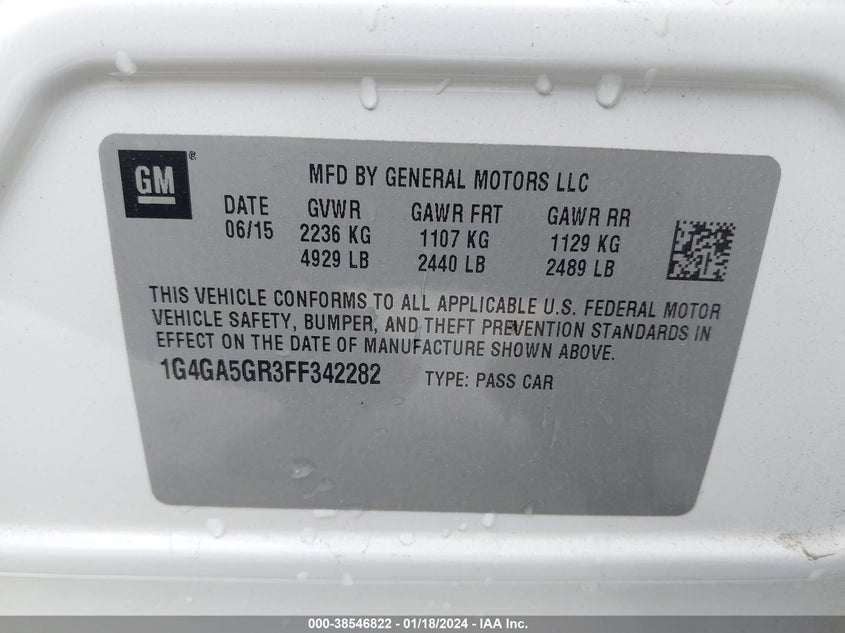 GM ®
MFD BY GENERAL MOTORS LLC
DATE GVWR GAWR FRT GAWR RR
06/15 2236 KG 1107 KG 1129 KG
4929 LB 2440 LB 2489 LB
THIS VEHICLE CONFORMS TO ALL APPLICABLE U.S. FEDERAL MOTOR
VEHICLE SAFETY, BUMPER, AND THEFT PREVENTION STANDARDS IN
EFFECT ON THE DATE OF MANUFACTURE SHOWN ABOVE.
1G4GA5GR3FF342282 TYPE: PASS CAR
000-38546822 | 01/18/2024 - IAA Inc.